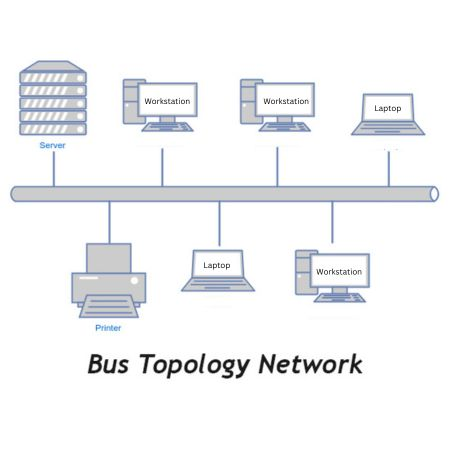 Workstation
Workstation
Laptop
Server
Laptop
Workstation
Printer
Bus Topology Network